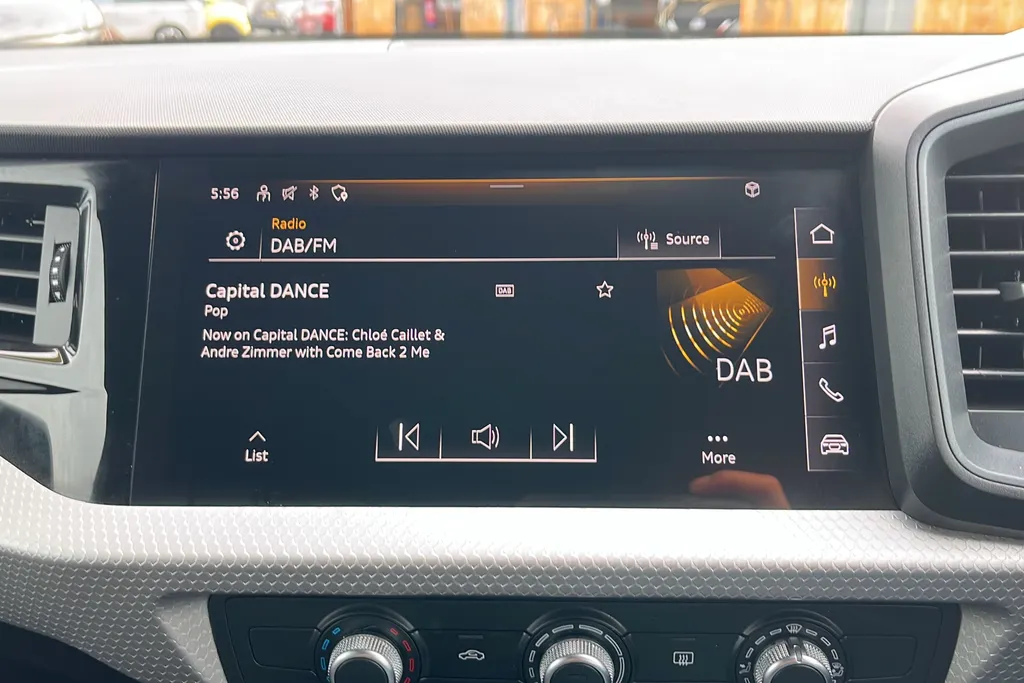 5:56
Radio
DAB/FM
Source
Capital DANCE
DAB
Pop
Now on Capital DANCE: Chloé Caillet &
Andre Zimmer with Come Back 2 Me
DAB
List
More